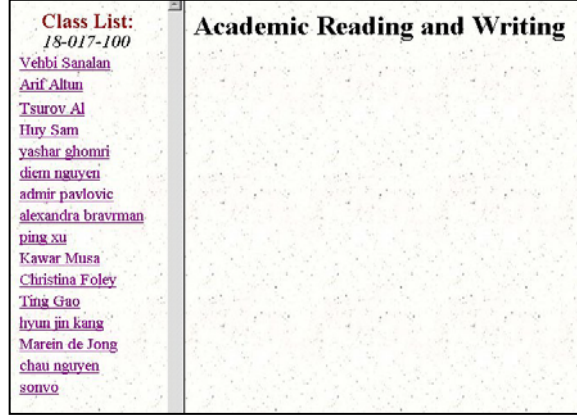 Class List:
18-017-100
Vehbi Sanalan
Arif Altun
Tsurov Al
Huy Sam
yashar ghomri
diem nguyen
admir pavlovic
alexandra bravrman
ping xu
Kawar Musa
Christina Foley
Ting Gao
hyun jin kang
Marein de Jong
chau nguyen
sonvo
Academic Reading and Writing